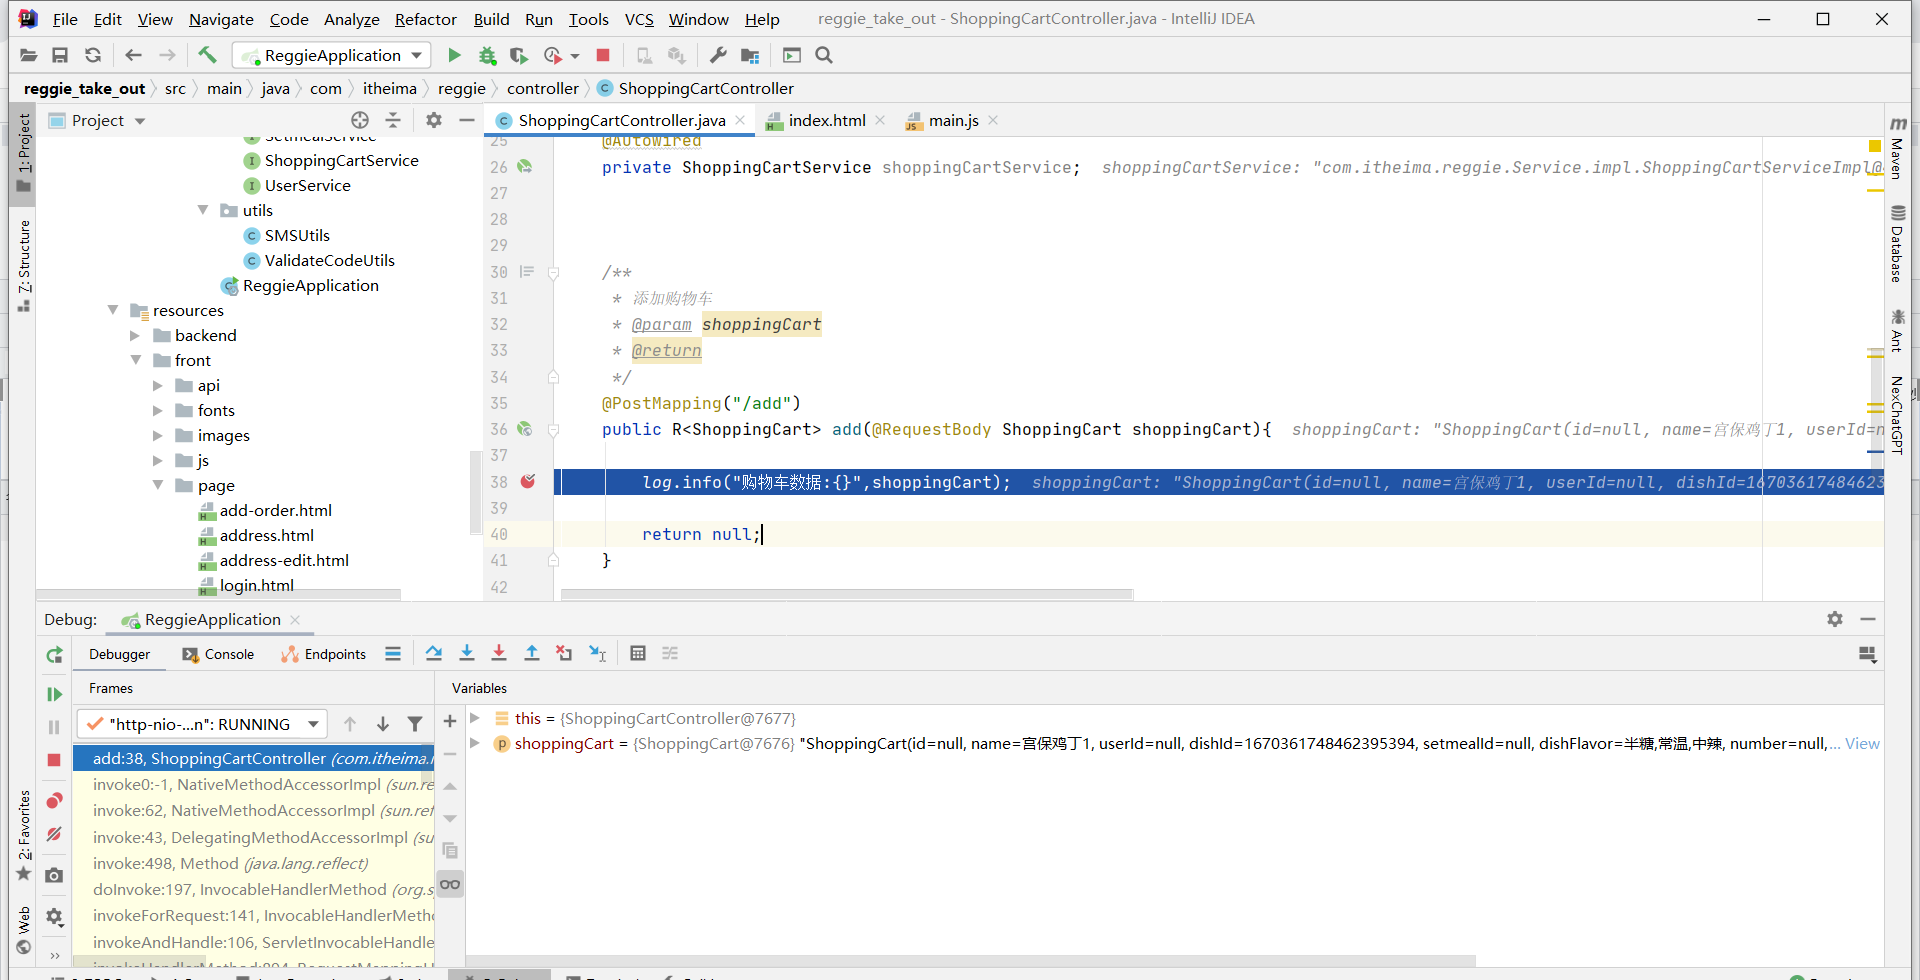 File Edit View Navigate Code Analyze Refactor Build Run Tools VCS Window Help reggie_take_out - ShoppingCartController.java - IntelliJ IDEA
ReggieApplication
reggie_take_out src main java com itheima reggie controller ShoppingCartController
Project
ShoppingCartController.java index.html main.js
1: Project
Z: Structure
2: Favorites
Web
Maven
Database
Ant
NexChatGPT
SetmealService
ShoppingCartService
UserService
utils
SMSUtils
ValidateCodeUtils
ReggieApplication
resources
backend
front
api
fonts
images
js
page
add-order.html
address.html
address-edit.html
login.html
25 @Autowired
26 private ShoppingCartService shoppingCartService; shoppingCartService: "com.itheima.reggie.Service.impl.ShoppingCartServiceImpl@
27
28
29
30 /**
31 * 添加购物车
32 * @param shoppingCart
33 * @return
34 */
35 @PostMapping("/add")
36 public R<ShoppingCart> add(@RequestBody ShoppingCart shoppingCart){ shoppingCart: "ShoppingCart(id=null, name=宫保鸡丁1, userId=n
37
38 log.info("购物车数据:{}",shoppingCart); shoppingCart: "ShoppingCart(id=null, name=宫保鸡丁1, userId=null, dishId=16703617484623
39
40 return null;
41 }
42
Debug: ReggieApplication
Debugger Console Endpoints
Frames Variables
"http-nio-...n": RUNNING
add:38, ShoppingCartController (com.itheima.r
invoke0:-1, NativeMethodAccessorImpl (sun.re
invoke:62, NativeMethodAccessorImpl (sun.ref
invoke:43, DelegatingMethodAccessorImpl (su
invoke:498, Method (java.lang.reflect)
doInvoke:197, InvocableHandlerMethod (org.s
invokeForRequest:141, InvocableHandlerMetho
invokeAndHandle:106, ServletInvocableHandle
this = {ShoppingCartController@7677}
shoppingCart = {ShoppingCart@7676} "ShoppingCart(id=null, name=宫保鸡丁1, userId=null, dishId=1670361748462395394, setmealId=null, dishFlavor=半糖,常温,中辣, number=null,... View